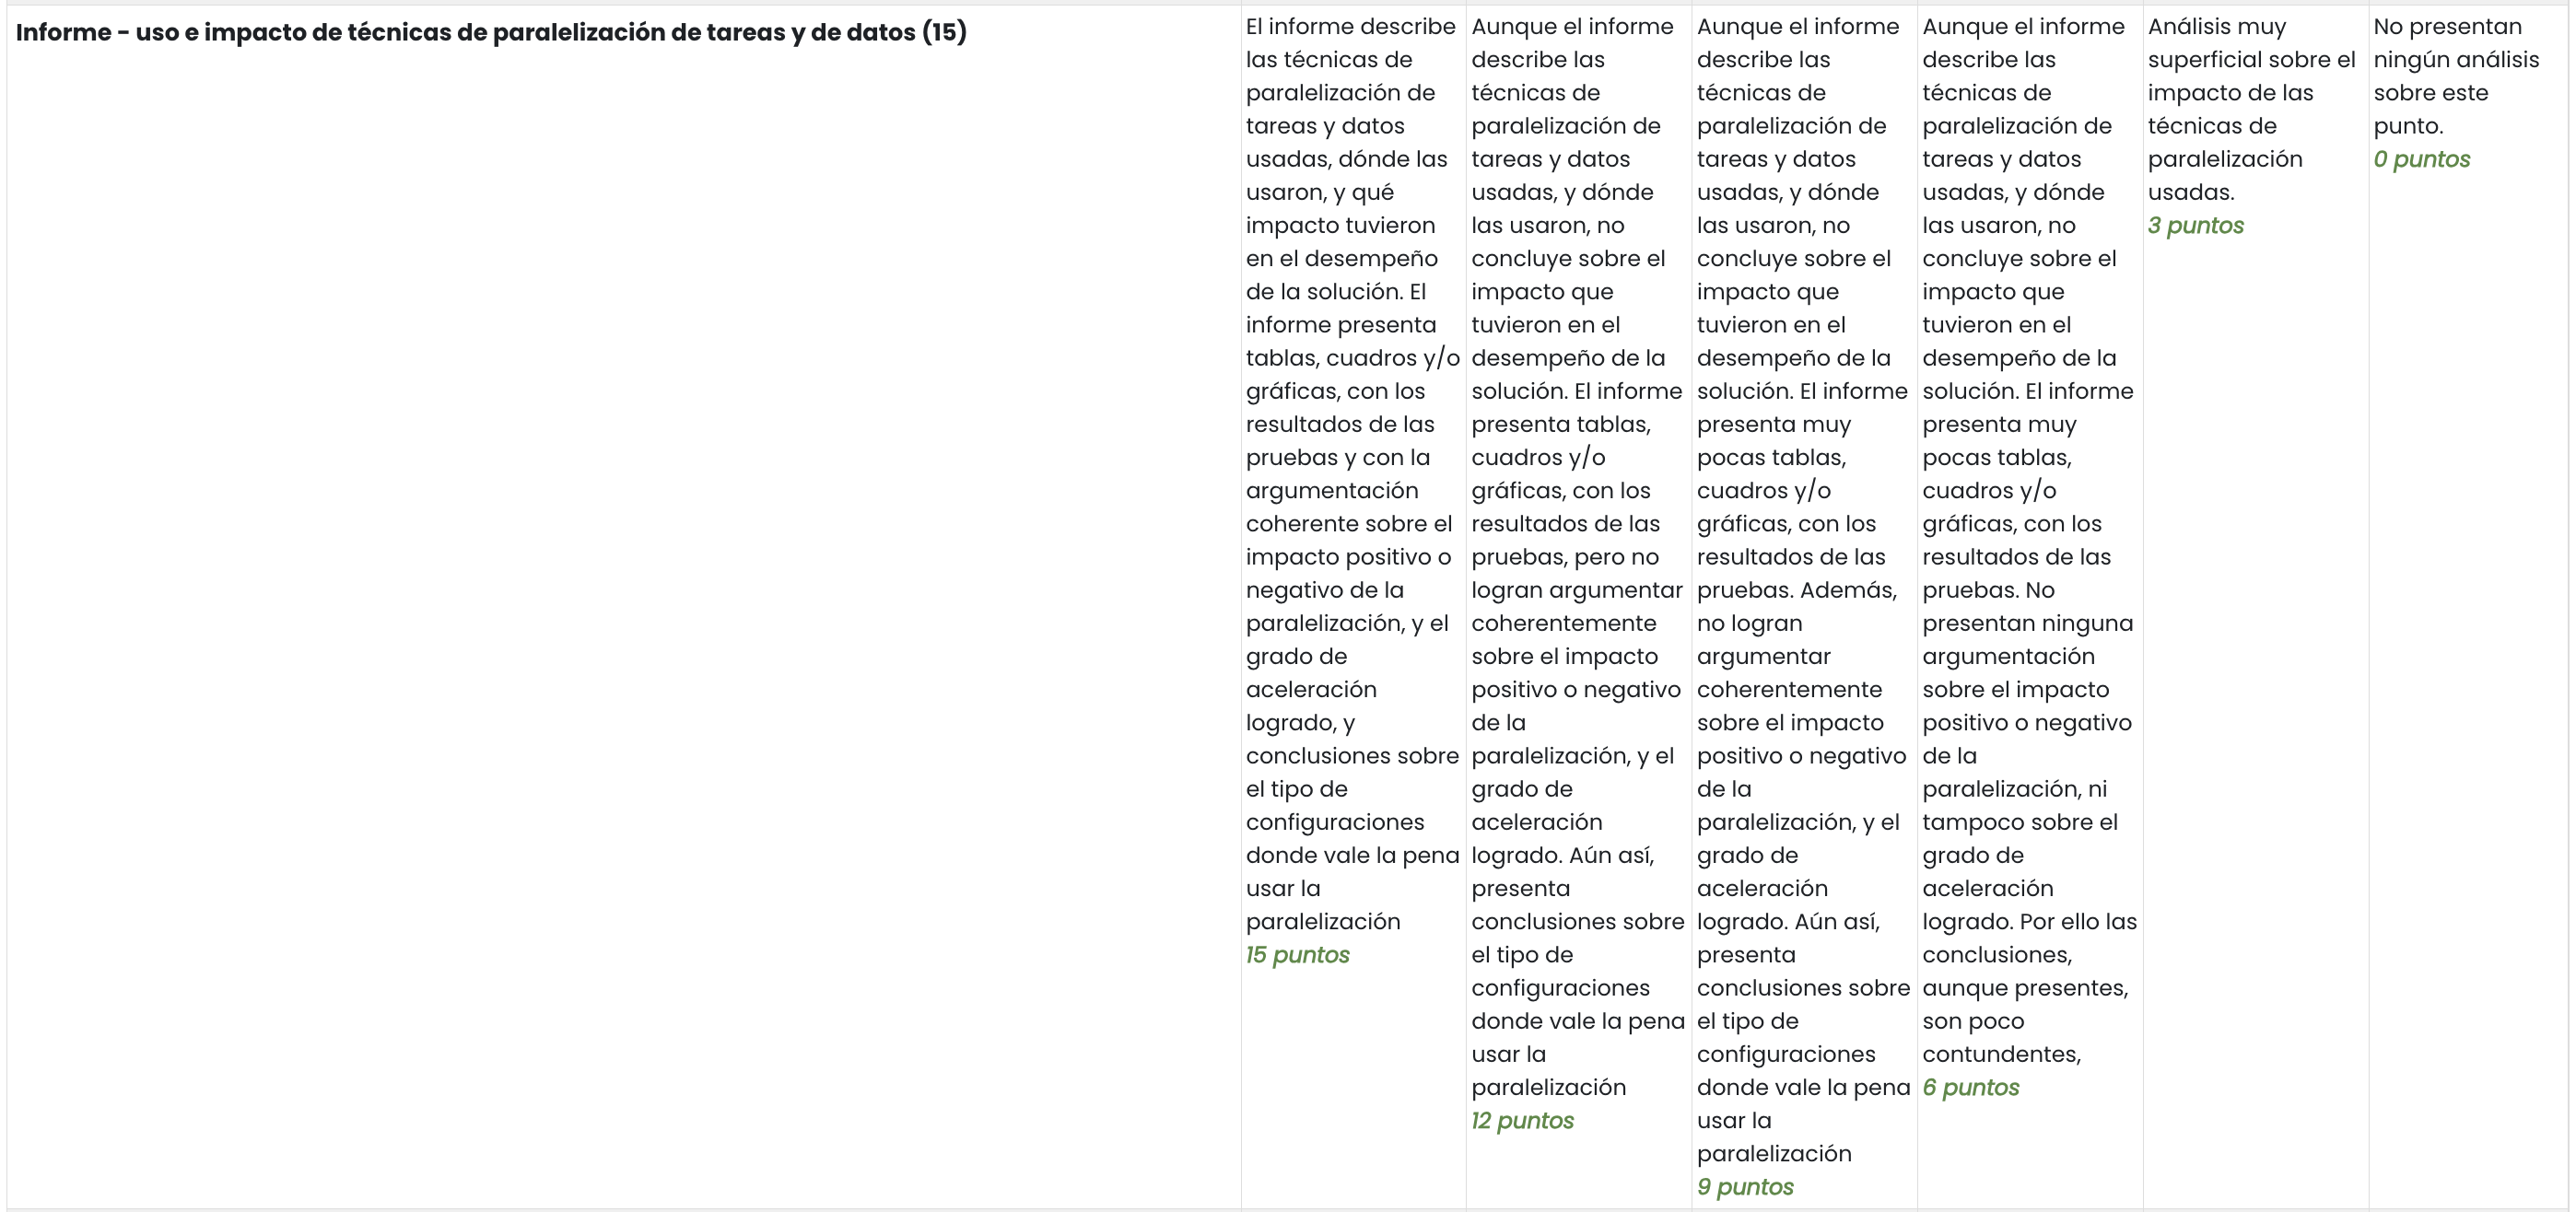 Informe - uso e impacto de técnicas de paralelización de tareas y de datos (15)
El informe describe
las técnicas de
paralelización de
tareas y datos
usadas, dónde las
usaron, y qué
impacto tuvieron
en el desempeño
de la solución. El
informe presenta
tablas, cuadros y/o
gráficas, con los
resultados de las
pruebas y con la
argumentación
coherente sobre el
impacto positivo o
negativo de la
paralelización, y el
grado de
aceleración
logrado, y
conclusiones sobre
el tipo de
configuraciones
donde vale la pena
usar la
paralelización
15 puntos
Aunque el informe
describe las
técnicas de
paralelización de
tareas y datos
usadas, y dónde
las usaron, no
concluye sobre el
impacto que
tuvieron en el
desempeño de la
solución. El informe
presenta tablas,
cuadros y/o
gráficas, con los
resultados de las
pruebas, pero no
logran argumentar
coherentemente
sobre el impacto
positivo o negativo
de la
paralelización, y el
grado de
aceleración
logrado. Aún así,
presenta
conclusiones sobre
el tipo de
configuraciones
donde vale la pena
usar la
paralelización
12 puntos
Aunque el informe
describe las
técnicas de
paralelización de
tareas y datos
usadas, y dónde
las usaron, no
concluye sobre el
impacto que
tuvieron en el
desempeño de la
solución. El informe
presenta muy
pocas tablas,
cuadros y/o
gráficas, con los
resultados de las
pruebas. Además,
no logran
argumentar
coherentemente
sobre el impacto
positivo o negativo
de la
paralelización, y el
grado de
aceleración
logrado. Aún así,
presenta
conclusiones sobre
el tipo de
configuraciones
donde vale la pena
usar la
paralelización
9 puntos
Aunque el informe
describe las
técnicas de
paralelización de
tareas y datos
usadas, y dónde
las usaron, no
concluye sobre el
impacto que
tuvieron en el
desempeño de la
solución. El informe
presenta muy
pocas tablas,
cuadros y/o
gráficas, con los
resultados de las
pruebas. No
presentan ninguna
argumentación
sobre el impacto
positivo o negativo
de la
paralelización, ni
tampoco sobre el
grado de
aceleración
logrado. Por ello las
conclusiones,
aunque presentes,
son poco
contundentes,
6 puntos
Análisis muy
superficial sobre el
impacto de las
técnicas de
paralelización
usadas.
3 puntos
No presentan
ningún análisis
sobre este
punto.
0 puntos